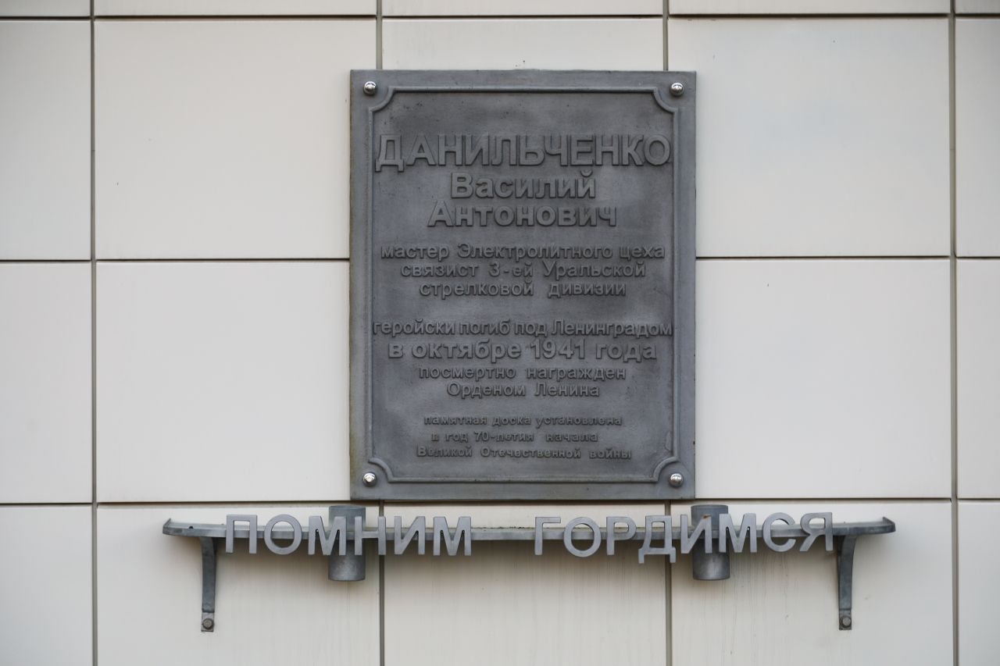 ДАНИЛЬЧЕНКО
Василий
Антонович
мастер Электролитного цеха
связист 3-ей Уральской
стрелковой дивизии
геройски погиб под Ленинградом
в октябре 1941 года
посмертно награжден
Орденом Ленина
памятная доска установлена
в год 70-летия начала
Великой Отечественной войны
ПОМНИМ ГОРДИМСЯ